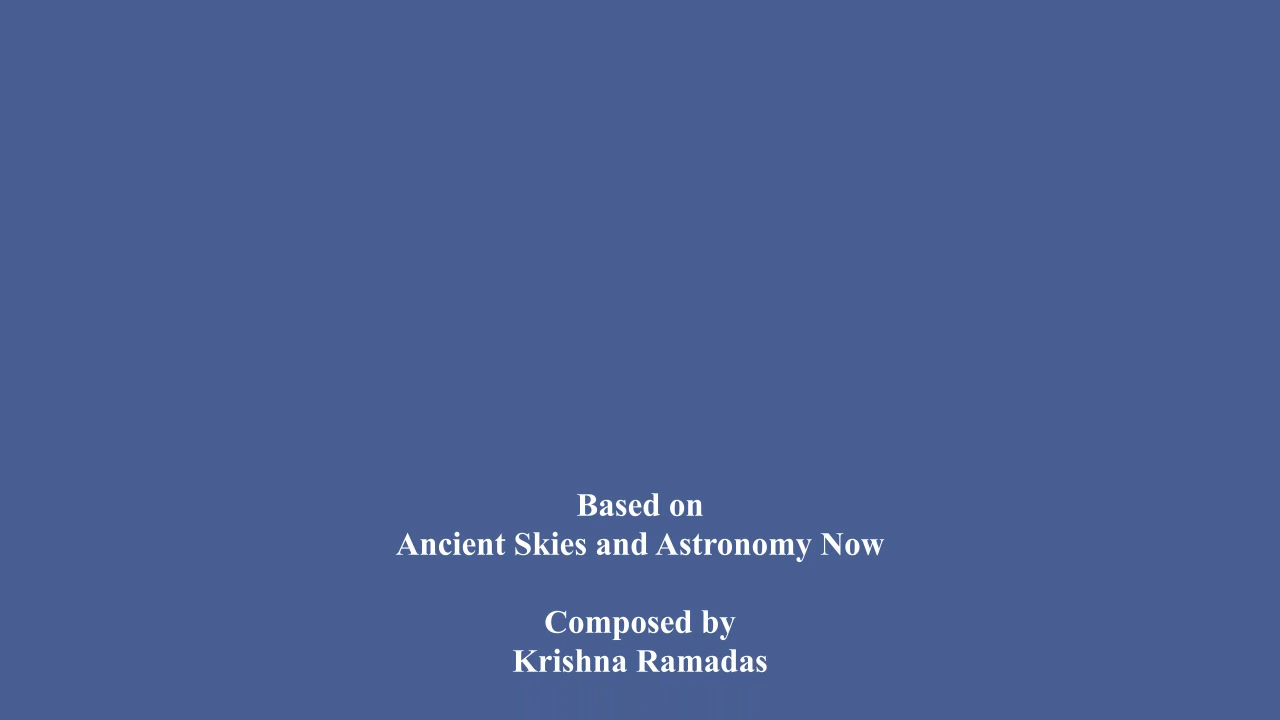 Based on
Ancient Skies and Astronomy Now
Composed by
Krishna Ramadas